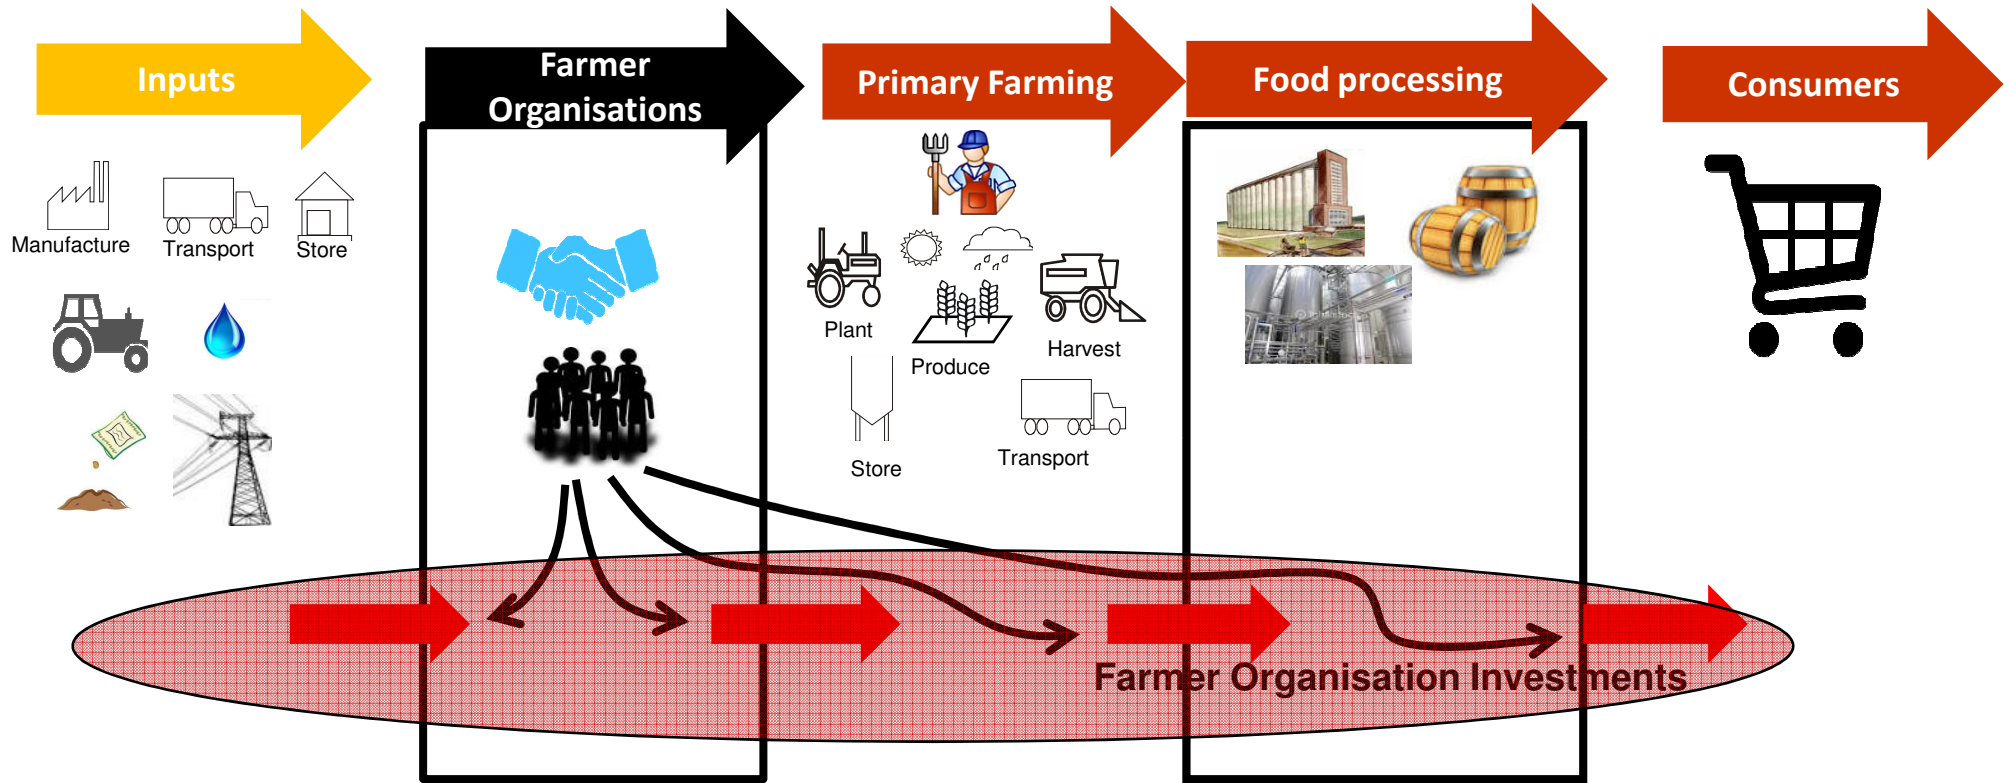 Inputs
Farmer
Organisations
Primary Farming
Food processing
Consumers
Manufacture
Transport
Store
Plant
Produce
Harvest
Store
Transport
Farmer Organisation Investments